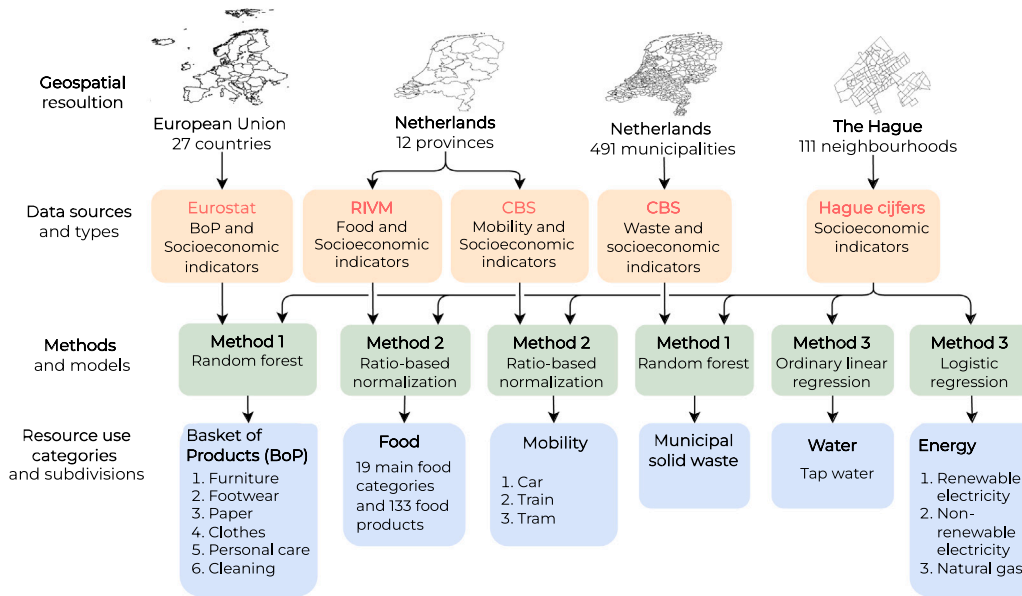 Geospatial
resoultion
European Union
27 countries
Netherlands
12 provinces
Netherlands
491 municipalities
The Hague
111 neighbourhoods
Data sources
and types
Eurostat
BoP and
Socioeconomic
indicators
RIVM
Food and
Socioeconomic
indicators
CBS
Mobility and
Socioeconomic
indicators
CBS
Waste and
socioeconomic
indicators
Hague cijfers
Socioeconomic
indicators
Methods
and models
Method 1
Random forest
Method 2
Ratio-based
normalization
Method 2
Ratio-based
normalization
Method 1
Random forest
Method 3
Ordinary linear
regression
Method 3
Logistic
regression
Resource use
categories
and subdivisions
Basket of
Products (BoP)
1. Furniture
2. Footwear
3. Paper
4. Clothes
5. Personal care
6. Cleaning
Food
19 main food
categories
and 133 food
products
Mobility
1. Car
2. Train
3. Tram
Municipal
solid waste
Water
Tap water
Energy
1. Renewable
electricity
2. Non-
renewable
electricity
3. Natural gas